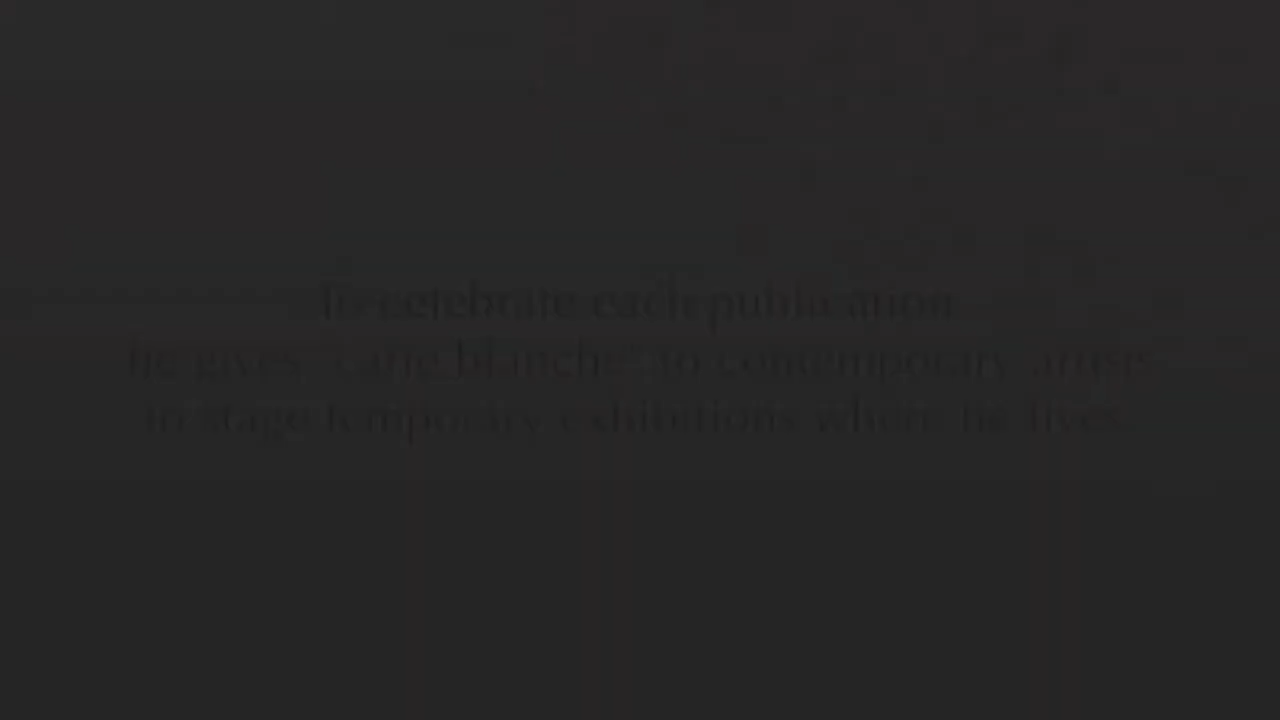 To celebrate each publication
he gives "carte blanche" to contemporary artists
to stage temporary exhibitions where he lives.